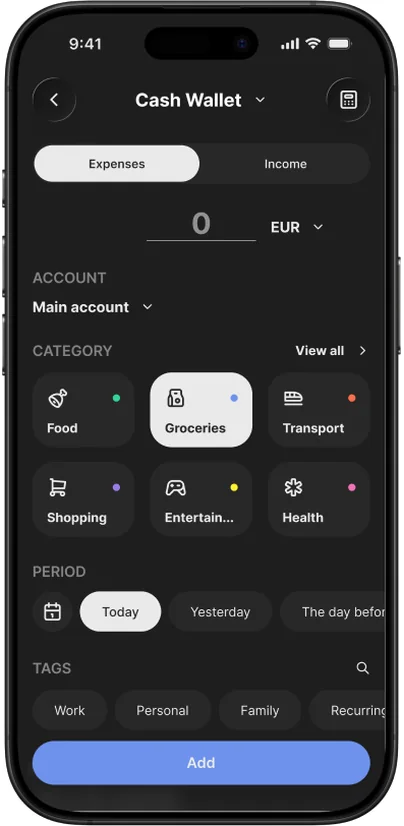 9:41
Cash Wallet
Expenses Income
0 EUR
ACCOUNT
Main account
CATEGORY View all
Food Groceries Transport
Shopping Entertain... Health
PERIOD
Today Yesterday The day befor
TAGS
Work Personal Family Recurring
Add